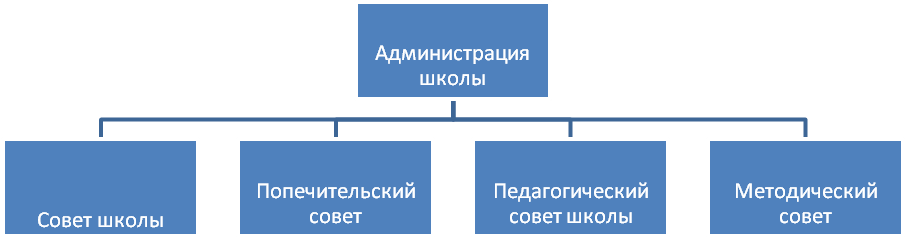 Администрация
школы
Совет школы
Попечительский
совет
Педагогический
совет школы
Методический
совет